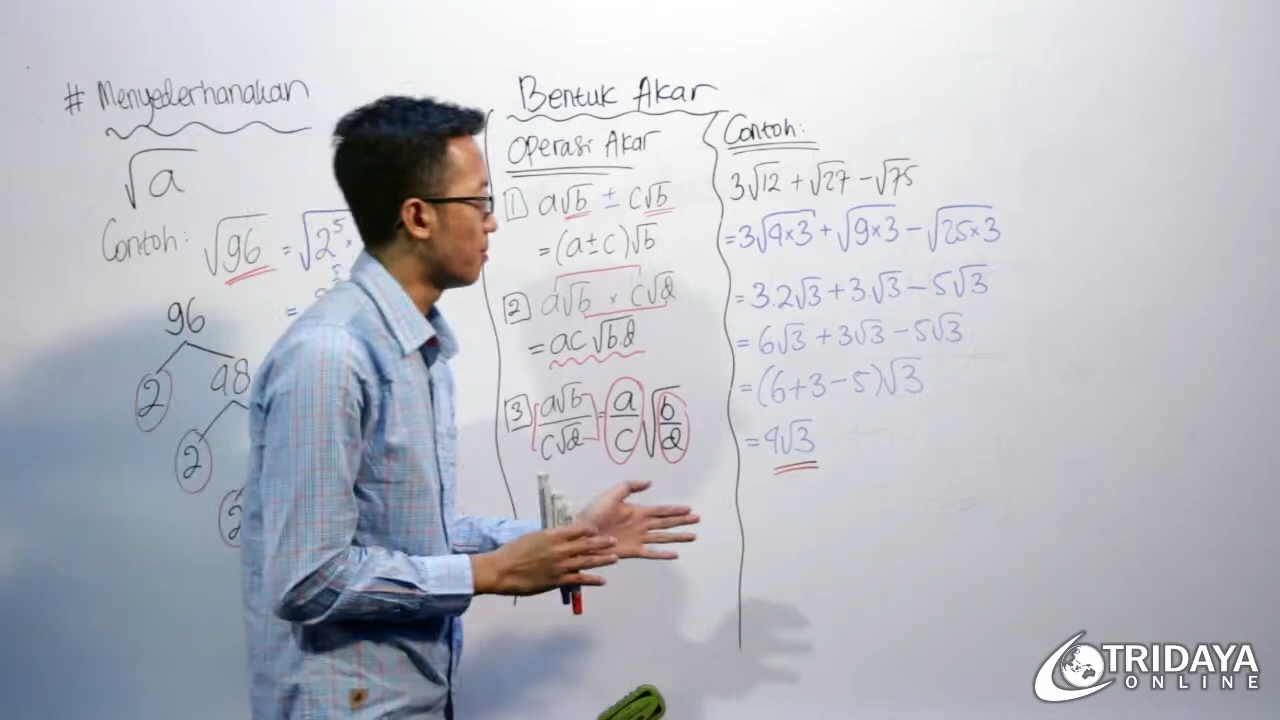 # Menyederhanakan
√a
Contoh: √96 = √2⁵
=
96
2 48
2
2
Bentuk Akar
Operasi Akar
1 a√b ± c√b
= (a±c)√b
2 a√b × c√d
= ac √b.d
3 a√b/c√d = a/c √b/d
Contoh:
3√12 + √27 - √75
= 3√4×3 + √9×3 - √25×3
= 3.2√3 + 3.√3 - 5√3
= 6√3 + 3√3 - 5√3
= (6+3-5)√3
= 4√3
TRIDAYA
ONLINE